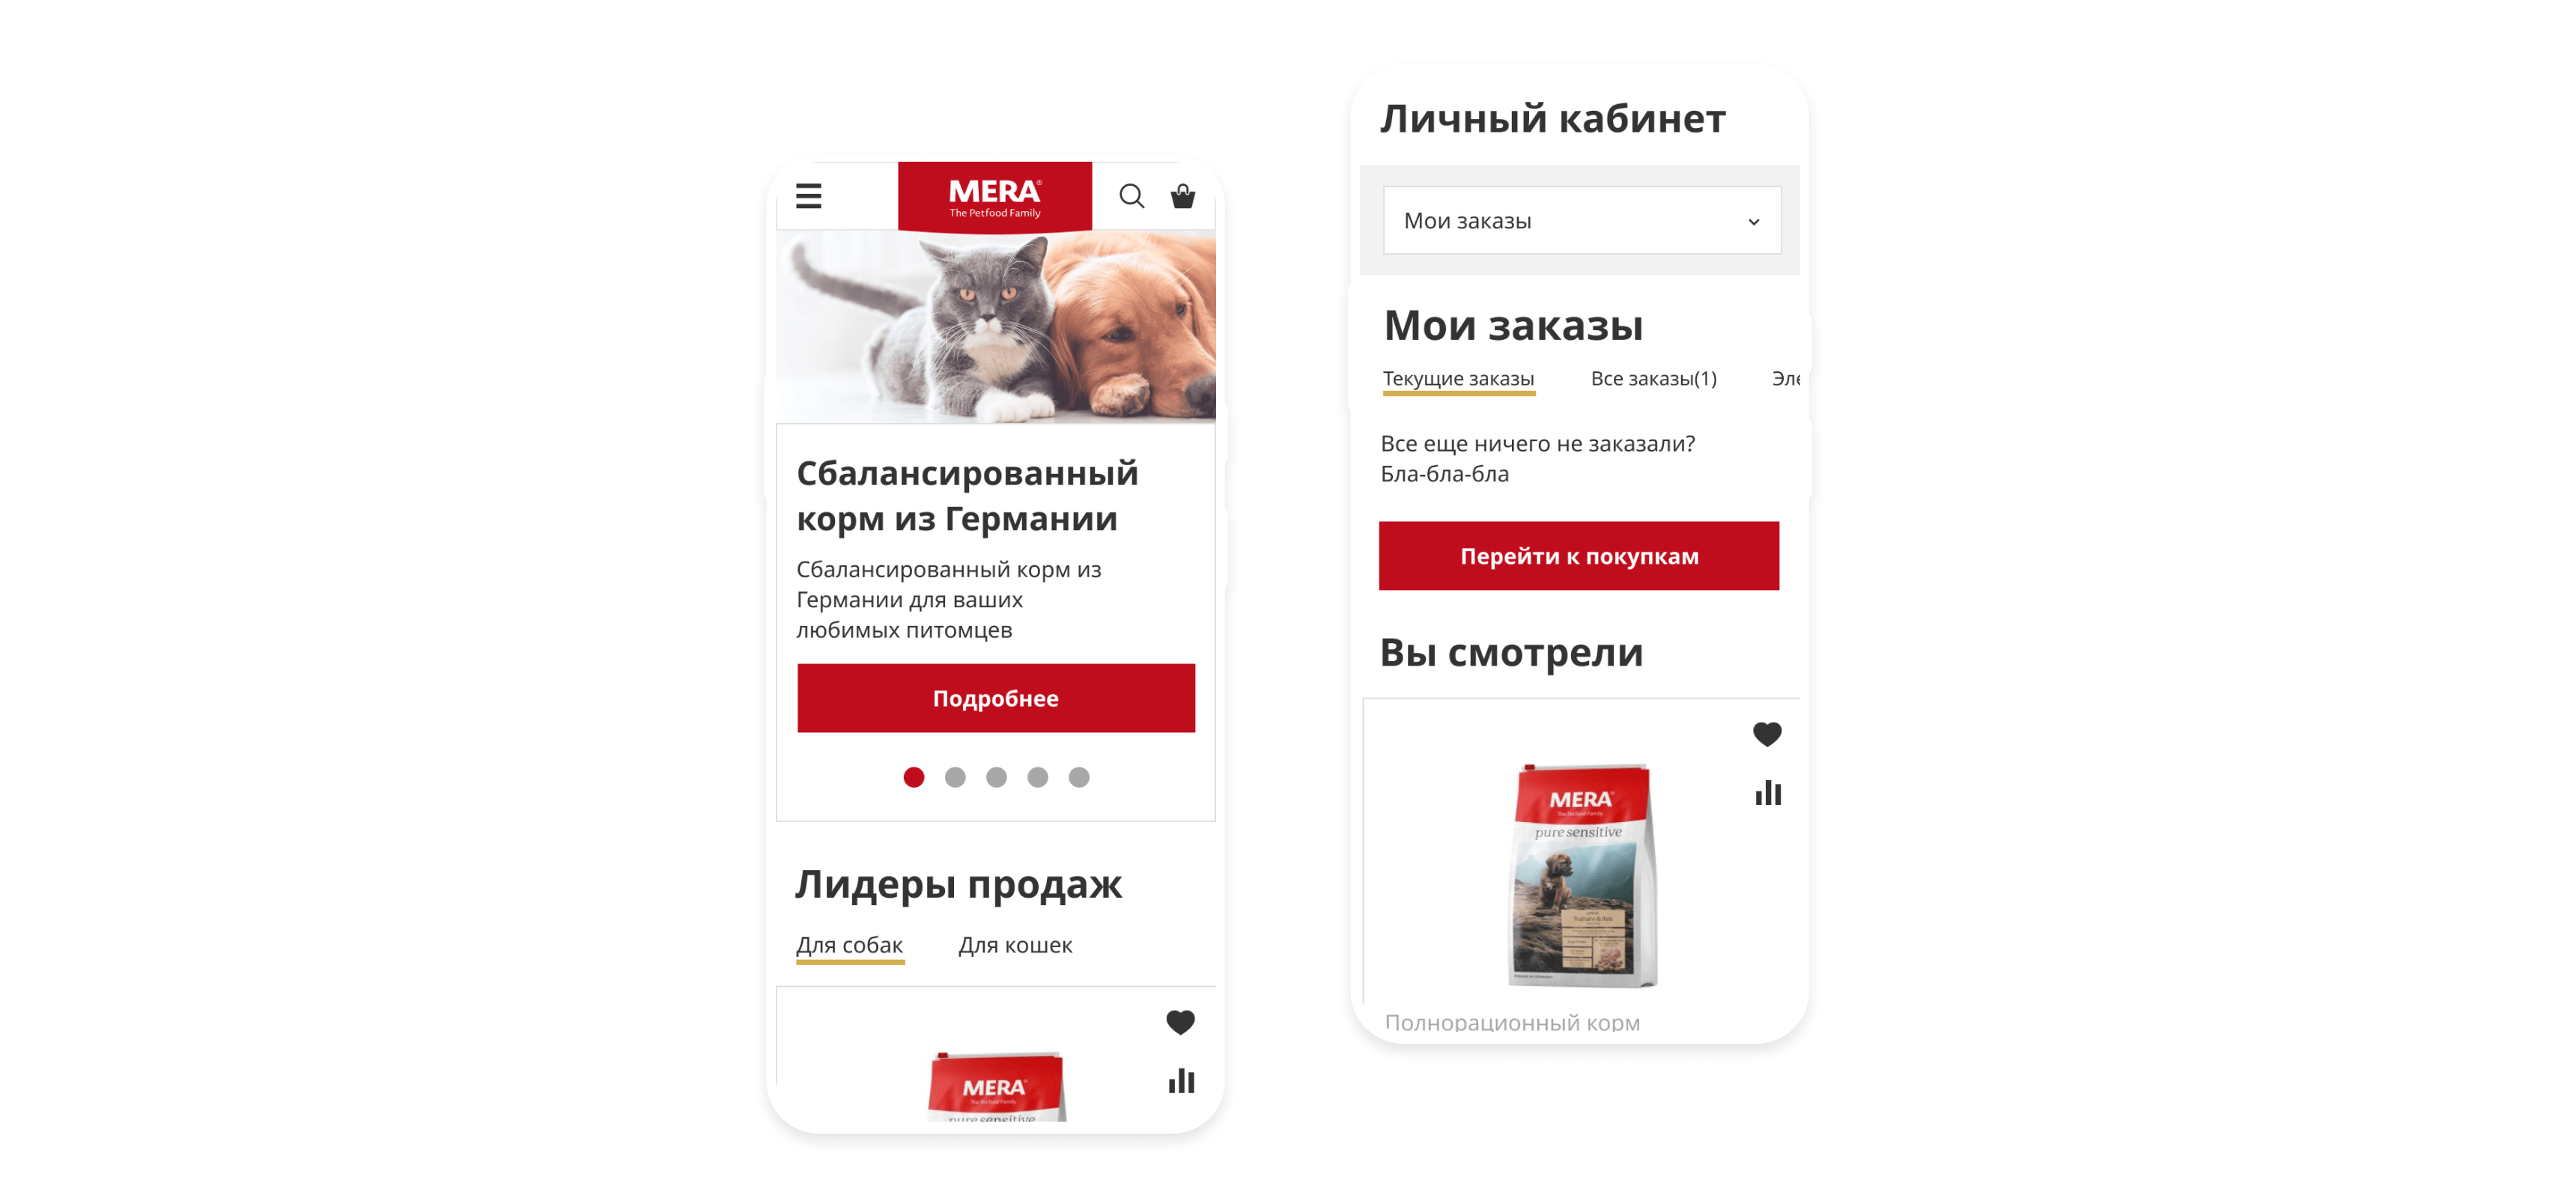 MERA®
The Petfood Family
Сбалансированный
корм из Германии
Сбалансированный корм из
Германии для ваших
любимых питомцев
Подробнее
Лидеры продаж
Для собак
Для кошек
MERA
The Petfood Family
pure sensitive
Личный кабинет
Мои заказы
Мои заказы
Текущие заказы
Все заказы(1)
Эле
Все еще ничего не заказали?
Бла-бла-бла
Перейти к покупкам
Вы смотрели
MERA
The Petfood Family
pure sensitive
Truthahn & Reis
Полнорационный корм